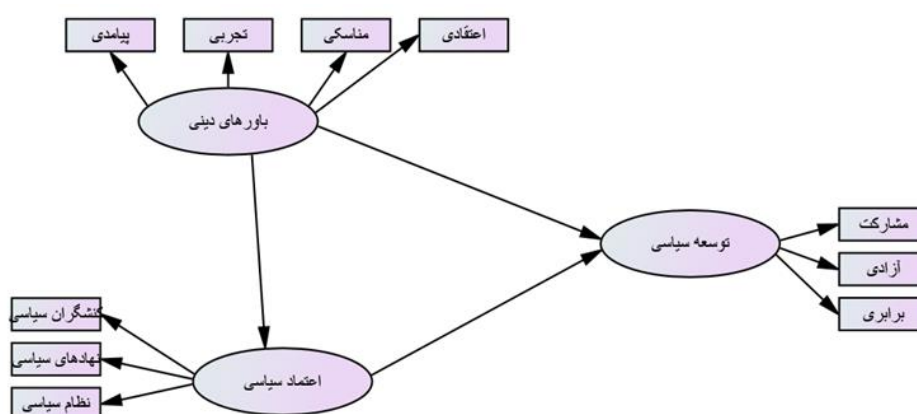 پیامدی
تجربی
مناسکی
اعتقادی
باورهای دینی
توسعه سیاسی
مشارکت
آزادی
برابری
کنشگران سیاسی
نهادهای سیاسی
نظام سیاسی
اعتماد سیاسی